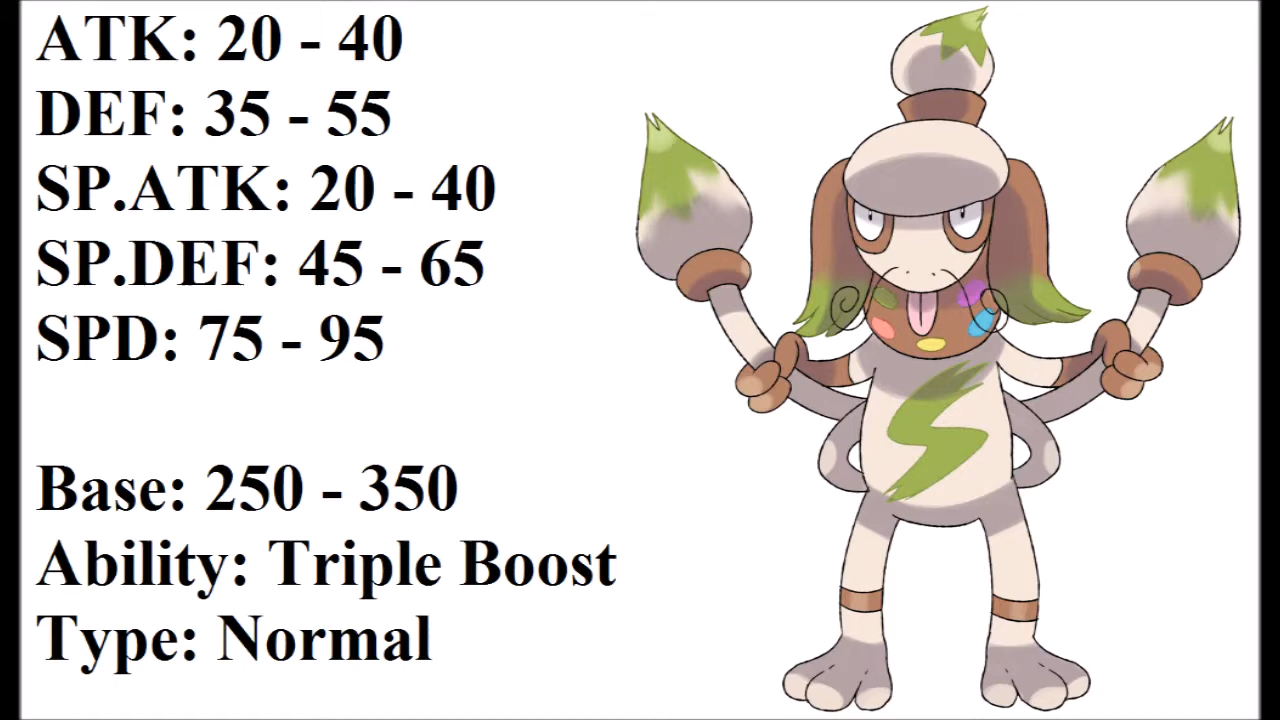 ATK: 20 - 40
DEF: 35 - 55
SP.ATK: 20 - 40
SP.DEF: 45 - 65
SPD: 75 - 95
Base: 250 - 350
Ability: Triple Boost
Type: Normal